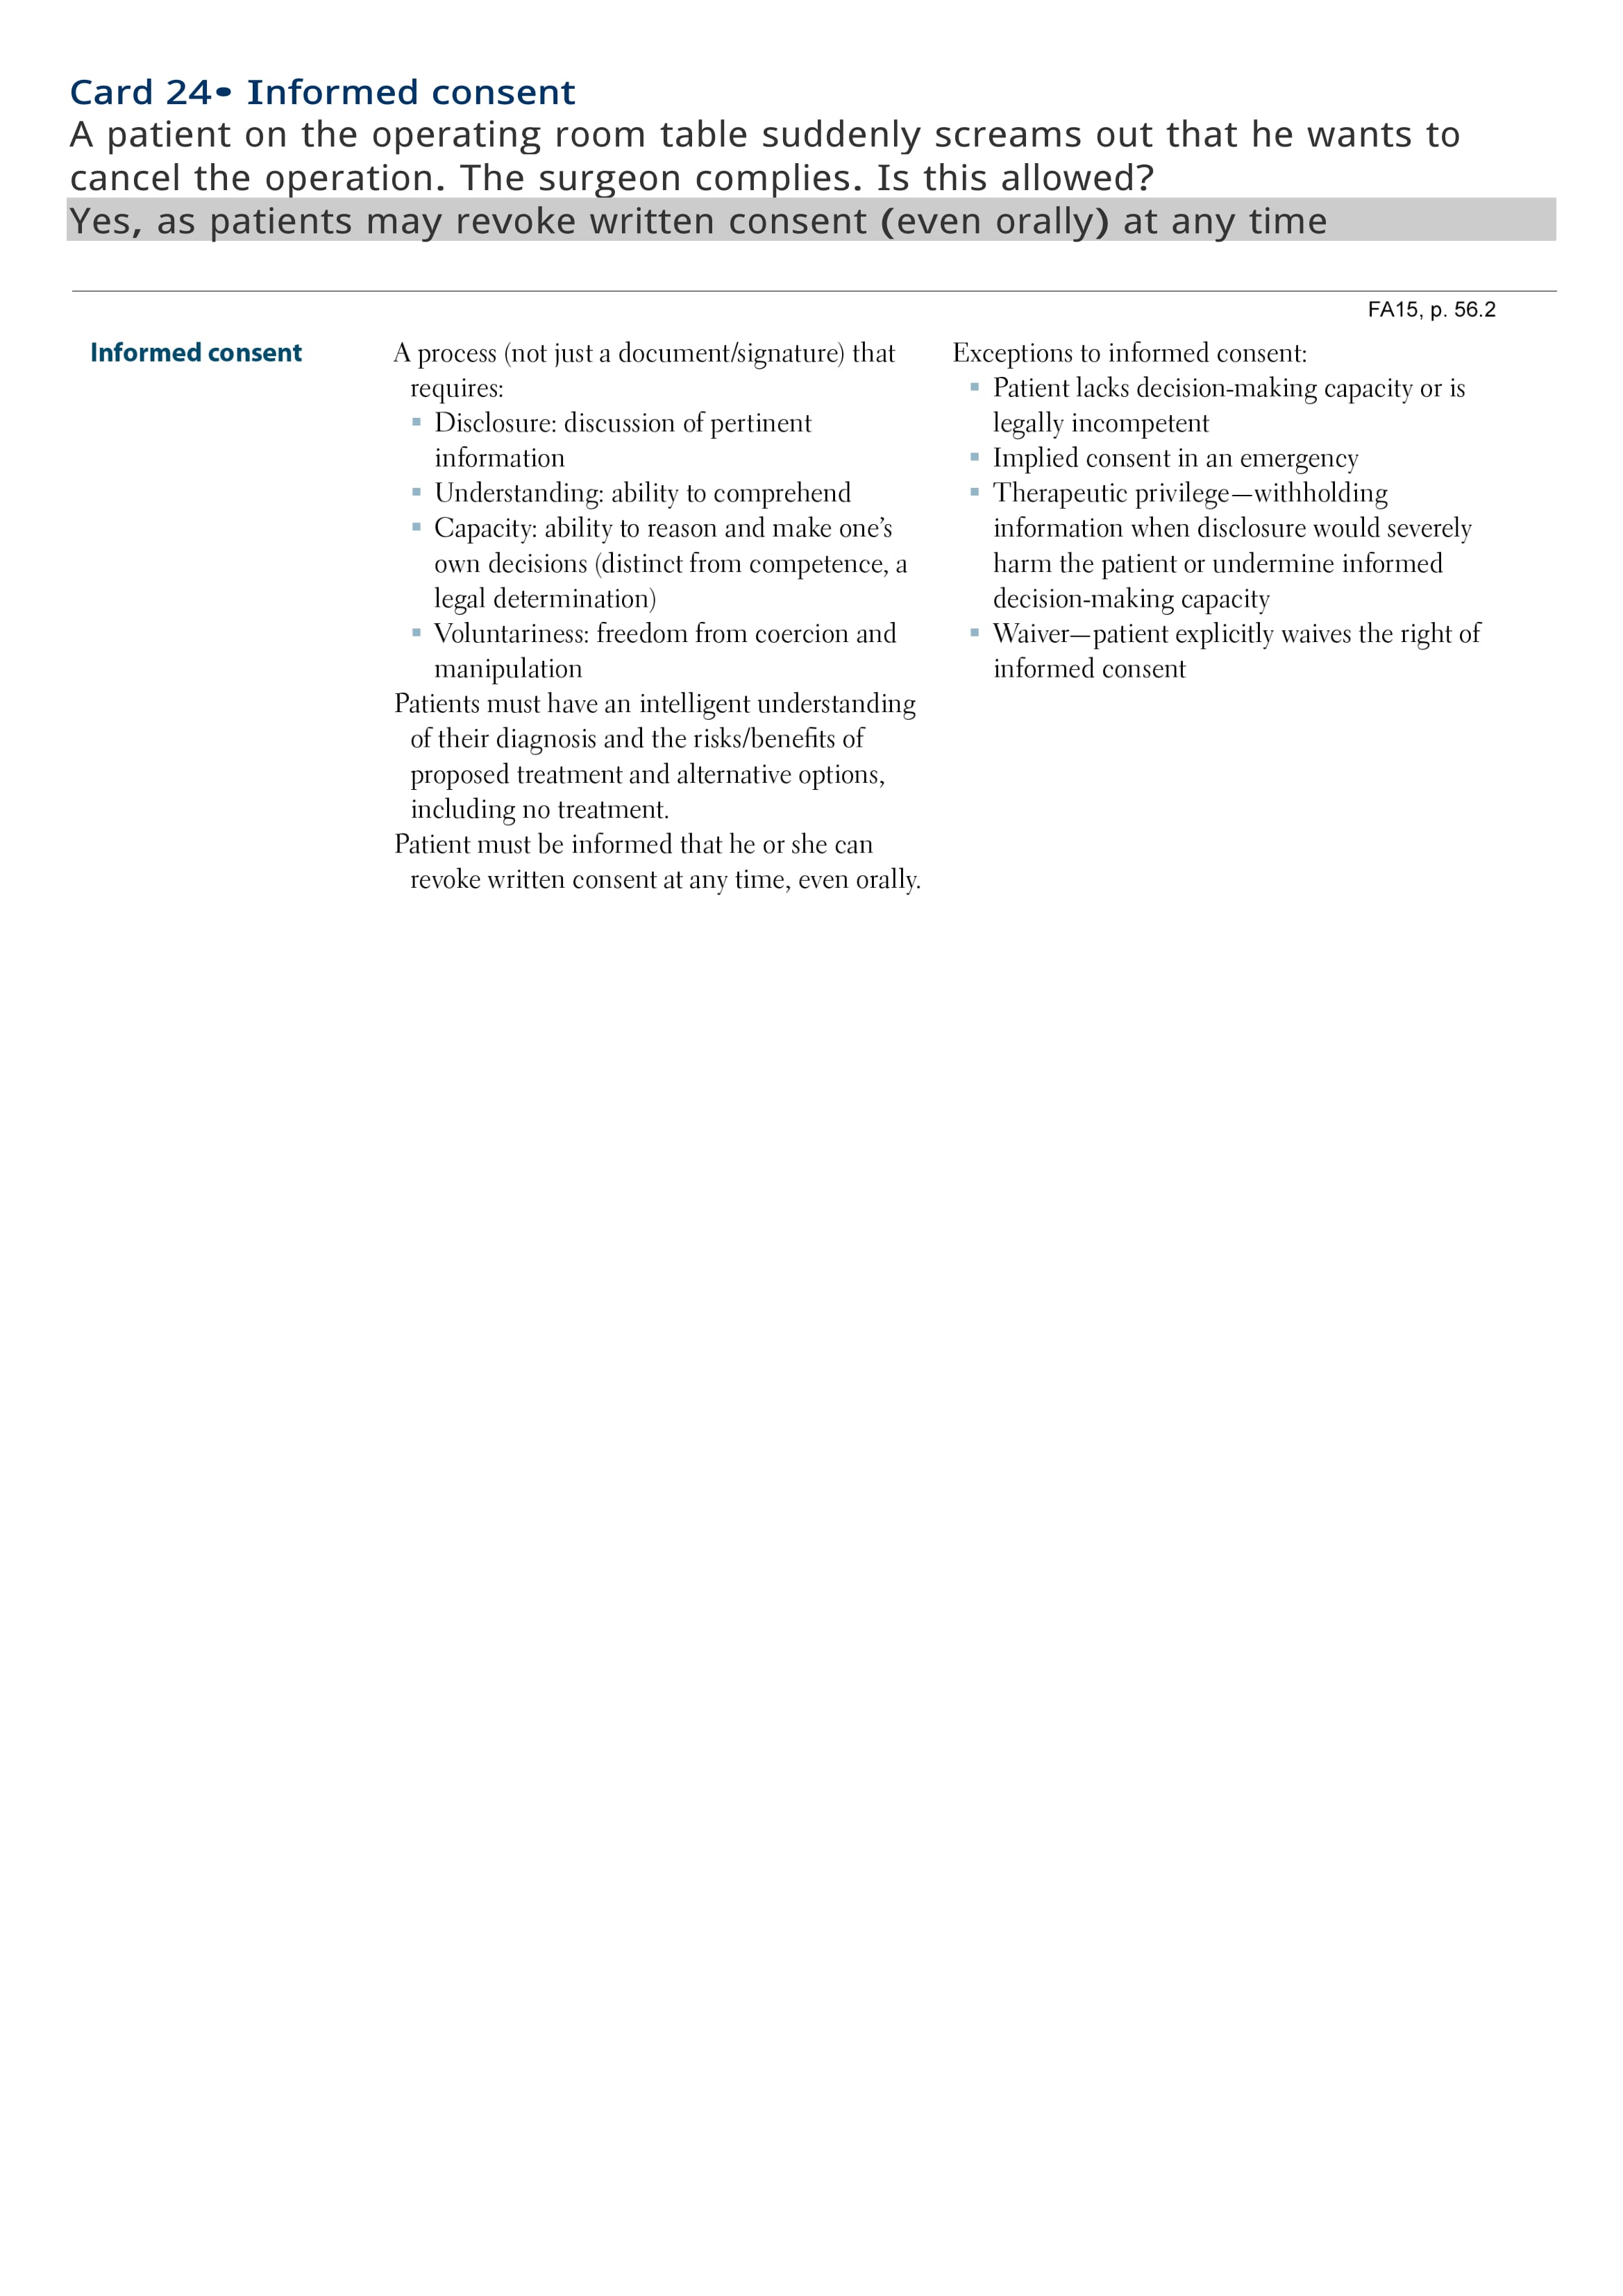 Card 24• Informed consent
A patient on the operating room table suddenly screams out that he wants to
cancel the operation. The surgeon complies. Is this allowed?
Yes, as patients may revoke written consent (even orally) at any time
FA15, p. 56.2
Informed consent
A process (not just a document/signature) that
requires:
▪ Disclosure: discussion of pertinent
information
▪ Understanding: ability to comprehend
▪ Capacity: ability to reason and make one’s
own decisions (distinct from competence, a
legal determination)
▪ Voluntariness: freedom from coercion and
manipulation
Patients must have an intelligent understanding
of their diagnosis and the risks/benefits of
proposed treatment and alternative options,
including no treatment.
Patient must be informed that he or she can
revoke written consent at any time, even orally.
Exceptions to informed consent:
▪ Patient lacks decision-making capacity or is
legally incompetent
▪ Implied consent in an emergency
▪ Therapeutic privilege—withholding
information when disclosure would severely
harm the patient or undermine informed
decision-making capacity
▪ Waiver—patient explicitly waives the right of
informed consent